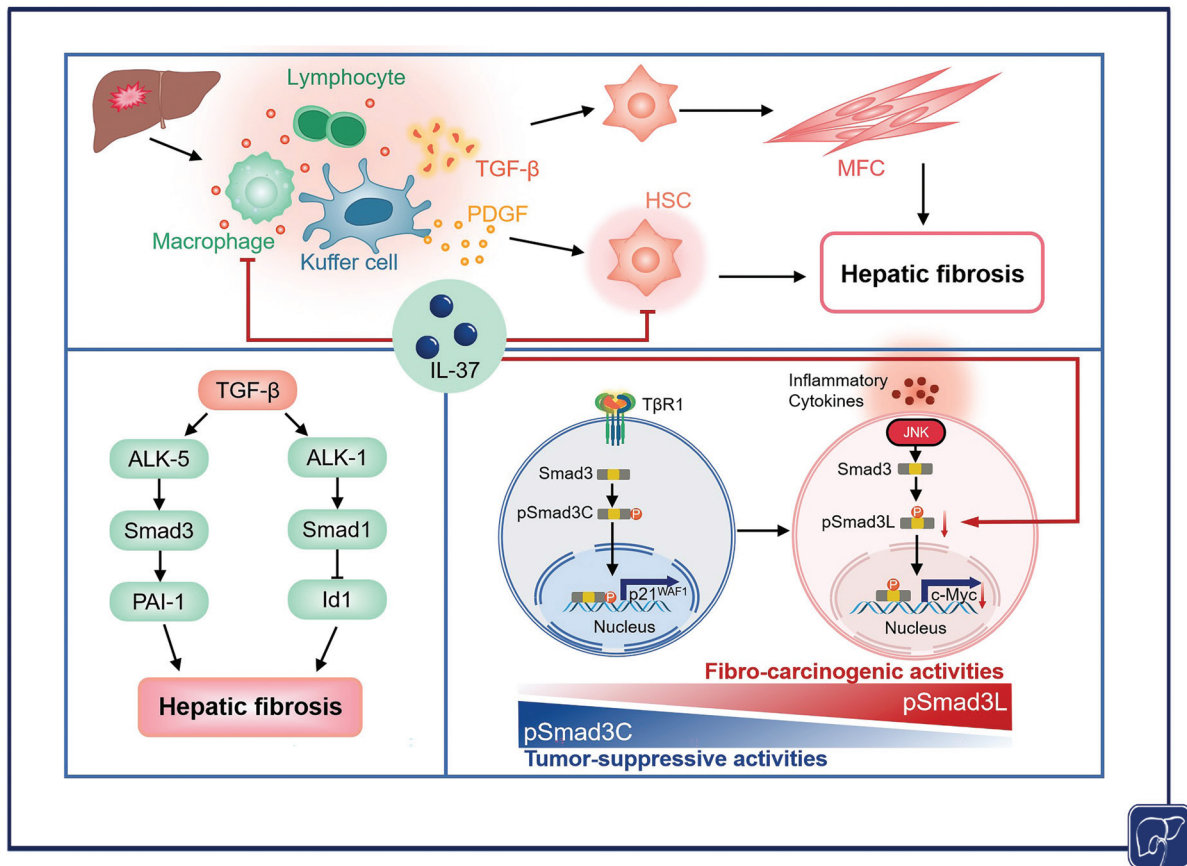 Lymphocyte
TGF-β
MFC
HSC
PDGF
Macrophage
Kuffer cell
Hepatic fibrosis
IL-37
TGF-β
ALK-5
ALK-1
Smad3
Smad1
PAI-1
Id1
Hepatic fibrosis
TβR1
Smad3
pSmad3C
P
P
p21WAF1
Nucleus
Inflammatory
Cytokines
JNK
Smad3
P
pSmad3L
P
c-Myc
Nucleus
Fibro-carcinogenic activities
pSmad3L
pSmad3C
Tumor-suppressive activities